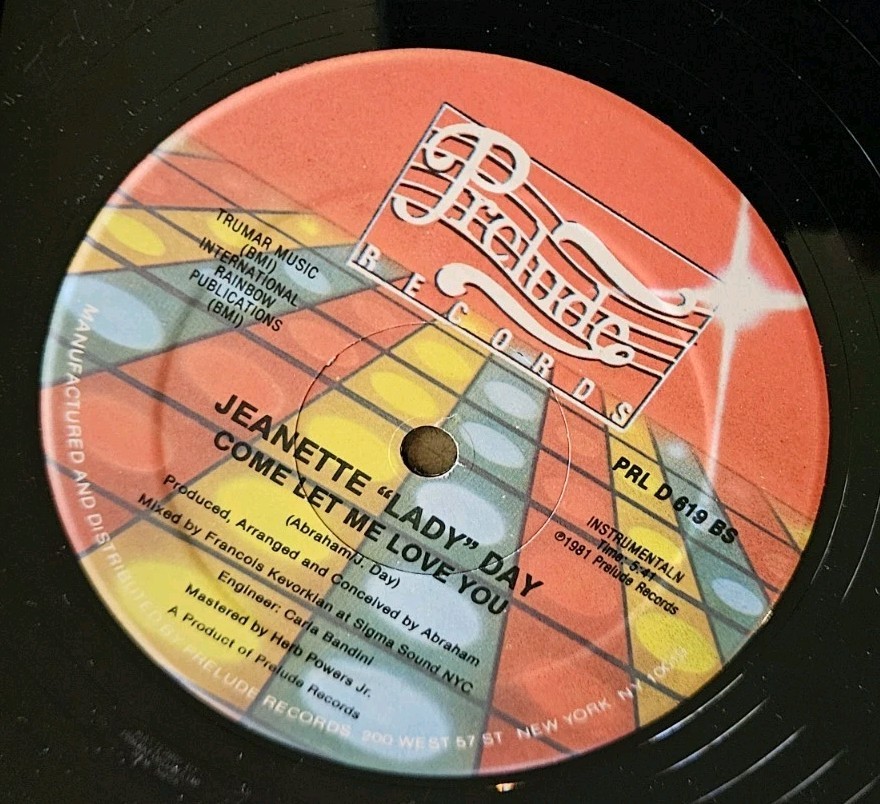 Prelude
RECORDS
TRUMAR MUSIC
(BMI)
INTERNATIONAL
RAINBOW
PUBLICATIONS
(BMI)
PRL D 619 BS
INSTRUMENTALN
Time: 5:41
℗1981 Prelude Records
JEANETTE “LADY” DAY
COME LET ME LOVE YOU
(Abraham/J. Day)
Produced, Arranged and Conceived by Abraham
Mixed by Francois Kevorkian at Sigma Sound NYC
Engineer: Carla Bandini
Mastered by Herb Powers Jr.
A Product of Prelude Records
MANUFACTURED AND DISTRIBUTED BY PRELUDE RECORDS 200 WEST 57 ST NEW YORK NY